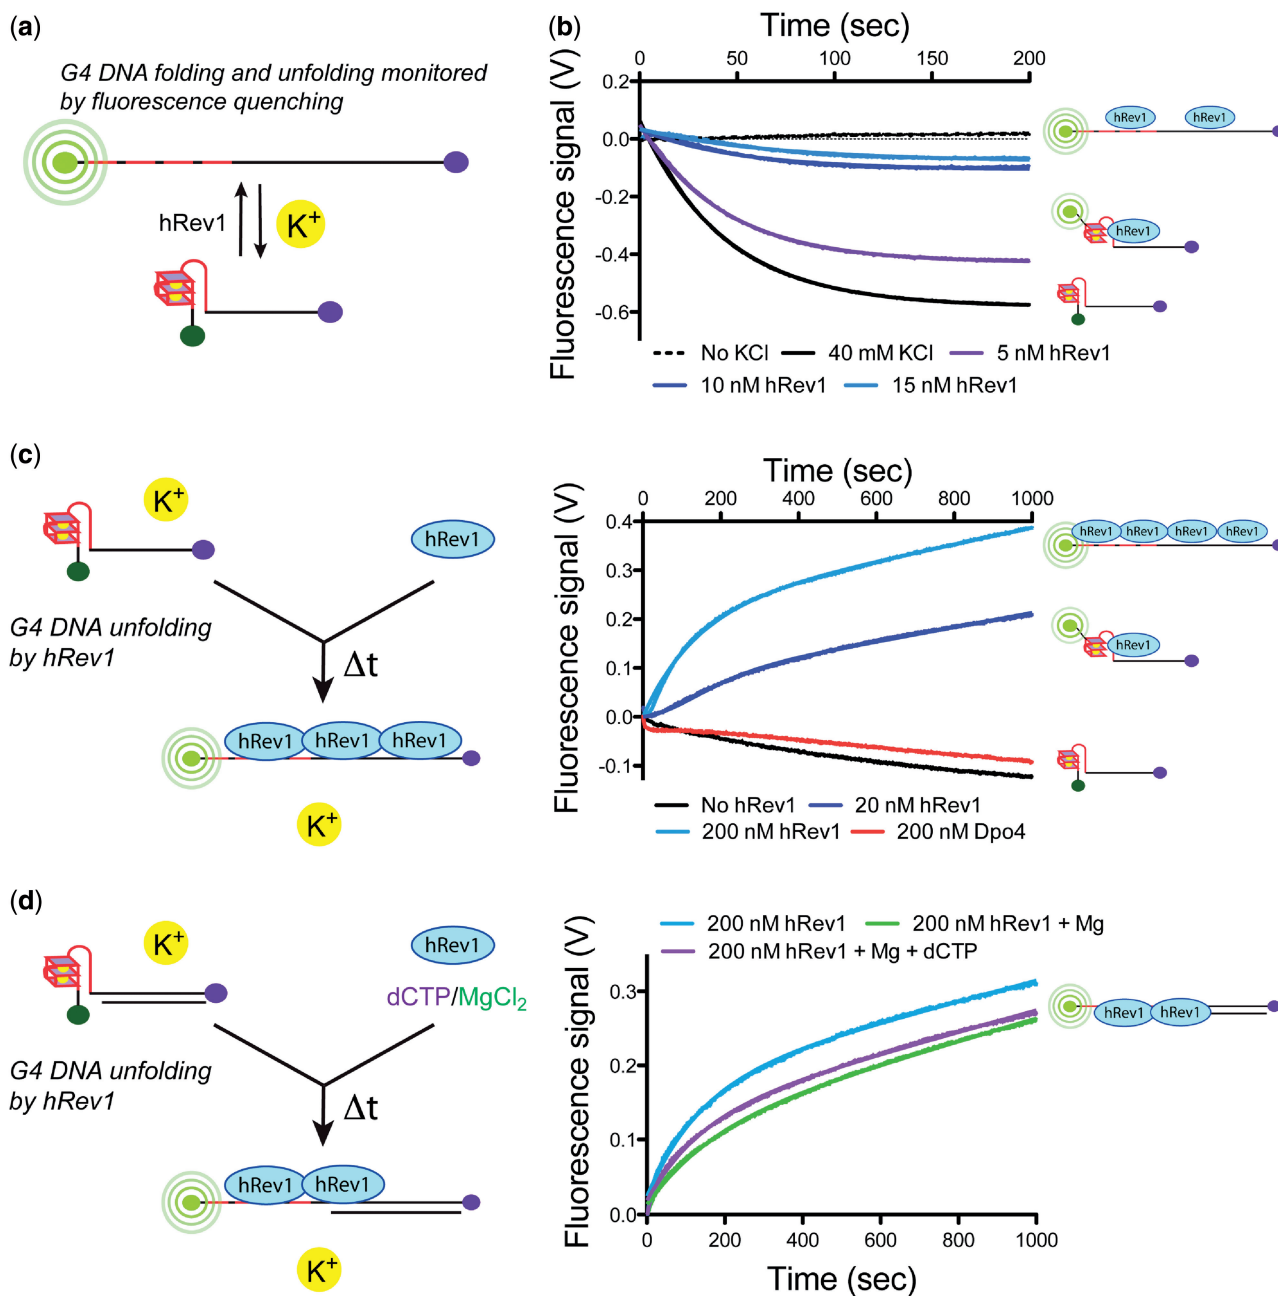 (a)
G4 DNA folding and unfolding monitored
by fluorescence quenching
hRev1
K+
(b)
Time (sec)
0 50 100 150 200
Fluorescence signal (V)
0.2
0.0
-0.2
-0.4
-0.6
hRev1 hRev1
hRev1
No KCl 40 mM KCl 5 nM hRev1
10 nM hRev1 15 nM hRev1
(c)
K+
hRev1
G4 DNA unfolding
by hRev1
Δt
hRev1 hRev1 hRev1
K+
Time (sec)
0 200 400 600 800 1000
Fluorescence signal (V)
0.4
0.3
0.2
0.1
0.0
-0.1
hRev1 hRev1 hRev1 hRev1
hRev1
No hRev1 20 nM hRev1
200 nM hRev1 200 nM Dpo4
(d)
K+
hRev1
dCTP/MgCl2
G4 DNA unfolding
by hRev1
Δt
hRev1 hRev1
K+
200 nM hRev1 200 nM hRev1 + Mg
200 nM hRev1 + Mg + dCTP
Fluorescence signal (V)
0.3
0.2
0.1
0.0
hRev1 hRev1
0 200 400 600 800 1000
Time (sec)